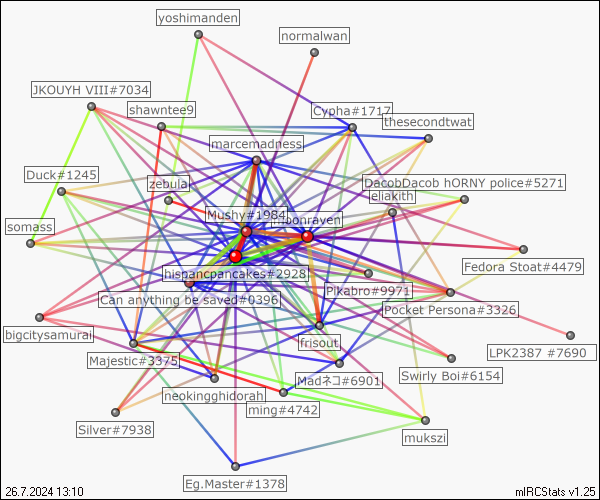 yoshimanden
normalwan
JKOUYH VIII#7034
shawntee9
Cypha#1717
thesecondtwat
marcemadness
Duck#1245
zebula
DacobDacob hORNY police#5271
eliakith
Mushy#1984
moonrayen
somass
Fedora Stoat#4479
hispancpancakes#2928
Pikabro#9971
Can anything be saved#0396
Pocket Persona#3326
bigcitysamurai
frisout
LPK2387 #7690
Majestic#3375
Swirly Boi#6154
Madネコ#6901
neokingghidorah
ming#4742
Silver#7938
mukszi
Eg.Master#1378
26.7.2024 13:10
mIRCStats v1.25